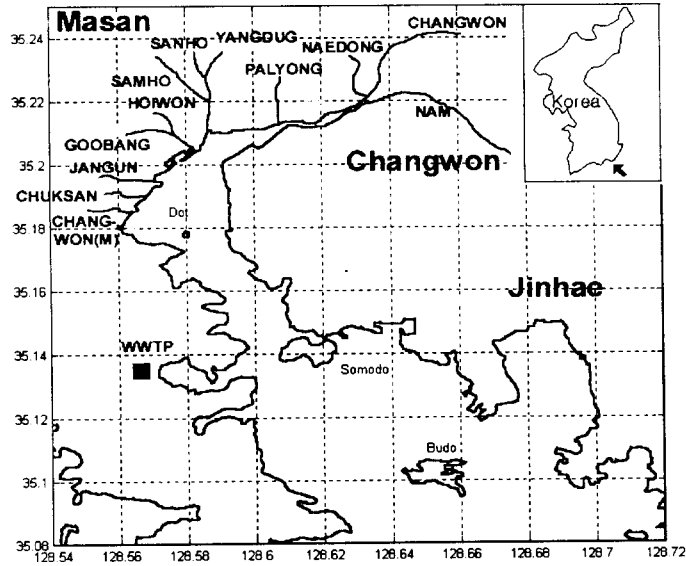 Masan
CHANGWON
SANHO
YANGDUG
NAEDONG
SAMHO
PALYONG
HOIWON
NAM
GOOBANG
JANGUN
CHUKSAN
CHANG-
WON(M)
Dot
Changwon
Korea
Jinhae
WWTP
Somodo
Budo
35.24
35.22
35.2
35.18
35.16
35.14
35.12
35.1
35.08
128.54 128.56 128.58 128.6 128.62 128.64 128.66 128.68 128.7 128.72